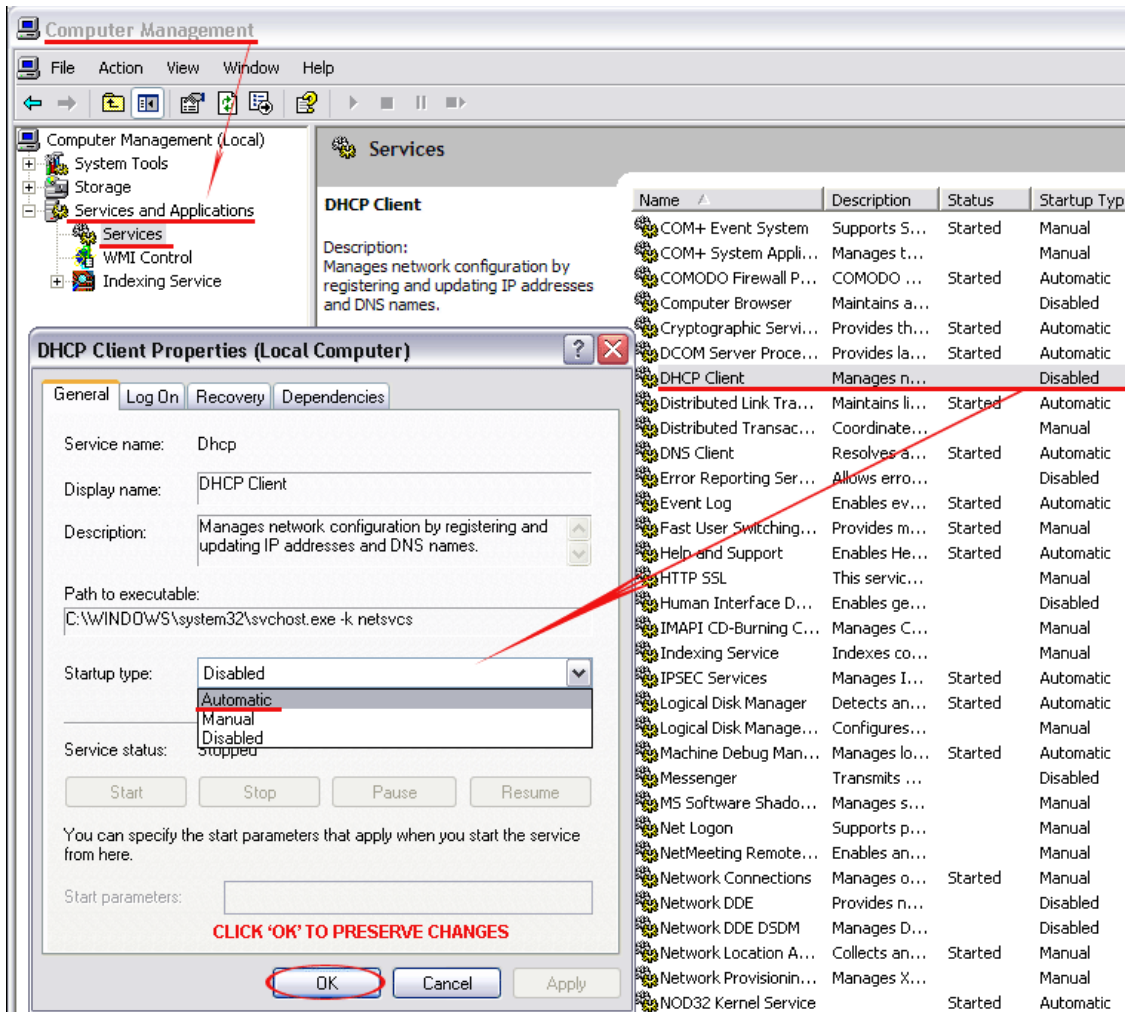 Computer Management
File Action View Window Help
Computer Management (Local)
System Tools
Storage
Services and Applications
Services
WMI Control
Indexing Service
Services
DHCP Client
Description:
Manages network configuration by
registering and updating IP addresses
and DNS names.
Name Description Status Startup Typ
COM+ Event System Supports S... Started Manual
COM+ System Appli... Manages t... Manual
COMODO Firewall P... COMODO ... Started Automatic
Computer Browser Maintains a... Disabled
Cryptographic Servi... Provides th... Started Automatic
DCOM Server Proce... Provides la... Started Automatic
DHCP Client Manages n... Disabled
Distributed Link Tra... Maintains li... Started Automatic
Distributed Transac... Coordinate... Manual
DNS Client Resolves a... Started Automatic
Error Reporting Ser... Allows erro... Disabled
Event Log Enables ev... Started Automatic
Fast User Switching... Provides m... Started Manual
Help and Support Enables He... Started Automatic
HTTP SSL This servic... Manual
Human Interface D... Enables ge... Disabled
IMAPI CD-Burning C... Manages C... Manual
Indexing Service Indexes co... Manual
IPSEC Services Manages I... Started Automatic
Logical Disk Manager Detects an... Started Automatic
Logical Disk Manage... Configures... Manual
Machine Debug Man... Manages lo... Started Automatic
Messenger Transmits ... Disabled
MS Software Shado... Manages s... Manual
Net Logon Supports p... Manual
NetMeeting Remote... Enables an... Manual
Network Connections Manages o... Started Manual
Network DDE Provides n... Disabled
Network DDE DSDM Manages D... Disabled
Network Location A... Collects an... Started Manual
Network Provisionin... Manages X... Manual
NOD32 Kernel Service Started Automatic
DHCP Client Properties (Local Computer)
General Log On Recovery Dependencies
Service name: Dhcp
Display name: DHCP Client
Description: Manages network configuration by registering and
updating IP addresses and DNS names.
Path to executable:
C:\WINDOWS\system32\svchost.exe -k netsvcs
Startup type: Disabled
Automatic
Manual
Disabled
Service status: Stopped
Start Stop Pause Resume
You can specify the start parameters that apply when you start the service
from here.
Start parameters:
CLICK ‘OK’ TO PRESERVE CHANGES
OK Cancel Apply